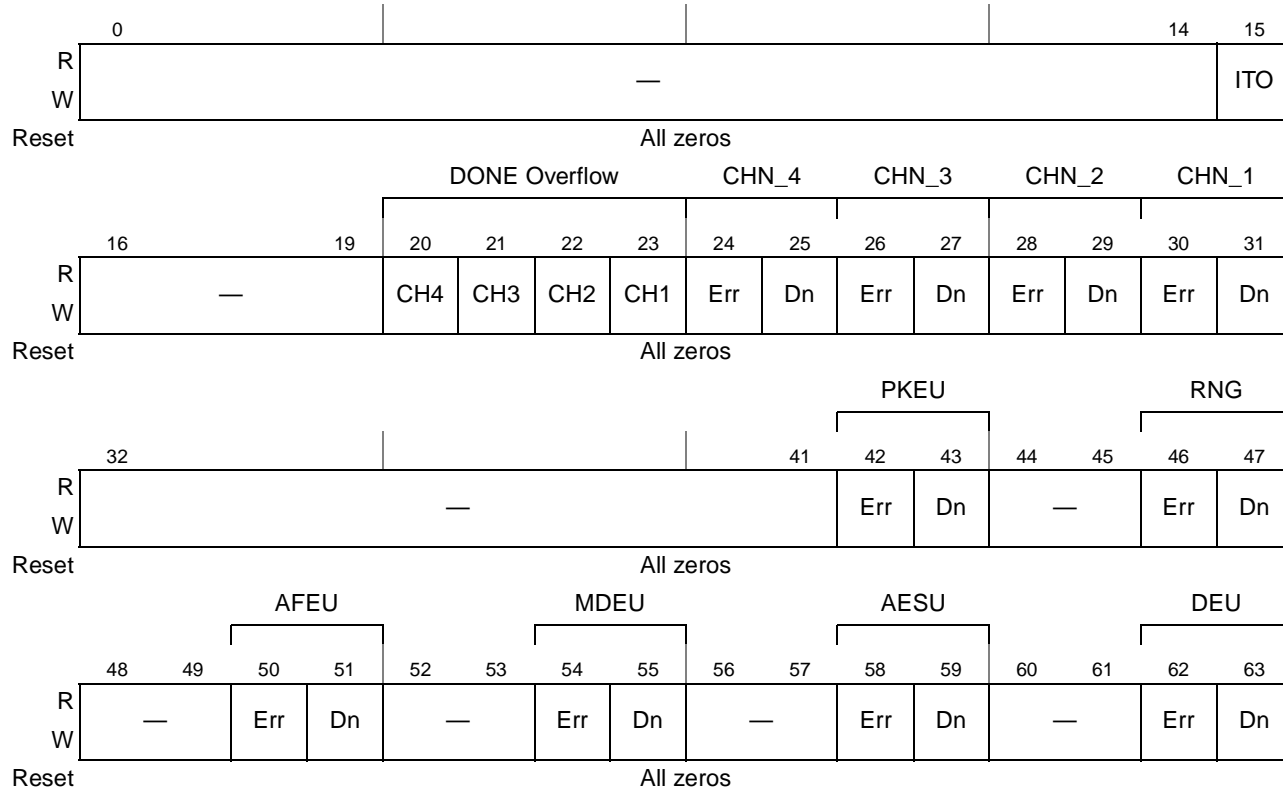 0 14 15
R
W
— ITO
Reset All zeros
DONE Overflow CHN_4 CHN_3 CHN_2 CHN_1
16 19 20 21 22 23 24 25 26 27 28 29 30 31
R
W
— CH4 CH3 CH2 CH1 Err Dn Err Dn Err Dn Err Dn
Reset All zeros
PKEU RNG
32 41 42 43 44 45 46 47
R
W
— Err Dn — Err Dn
Reset All zeros
AFEU MDEU AESU DEU
48 49 50 51 52 53 54 55 56 57 58 59 60 61 62 63
R
W
— Err Dn — Err Dn — Err Dn — Err Dn
Reset All zeros